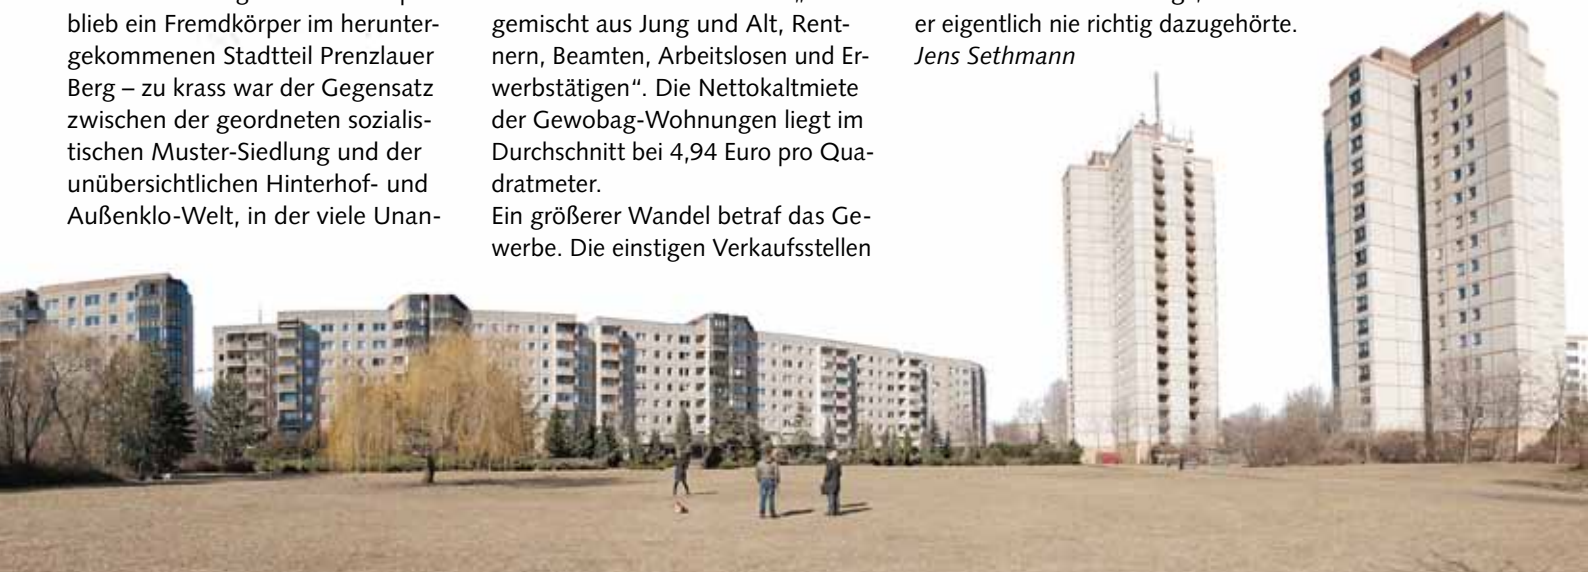 blieb ein Fremdkörper im herunter-
gekommenen Stadtteil Prenzlauer
Berg – zu krass war der Gegensatz
zwischen der geordneten sozialis-
tischen Muster-Siedlung und der
unübersichtlichen Hinterhof- und
Außenklo-Welt, in der viele Unan-
gemischt aus Jung und Alt, Rent-
nern, Beamten, Arbeitslosen und Er-
werbstätigen“. Die Nettokaltmiete
der Gewobag-Wohnungen liegt im
Durchschnitt bei 4,94 Euro pro Qua-
dratmeter.
Ein größerer Wandel betraf das Ge-
werbe. Die einstigen Verkaufsstellen
er eigentlich nie richtig dazugehörte.
Jens Sethmann